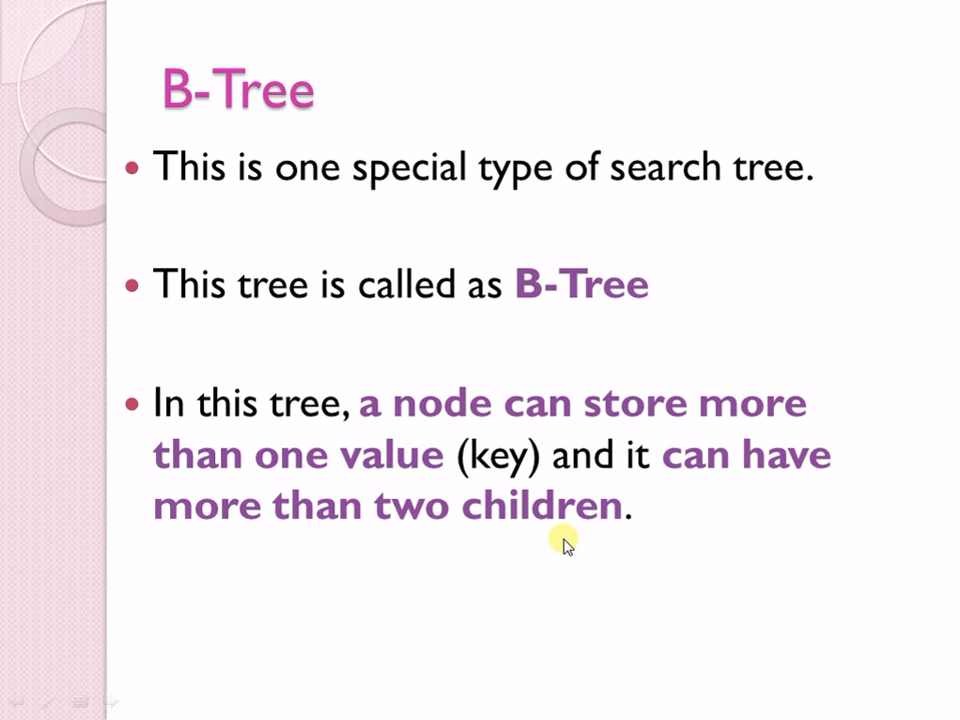 B-Tree
• This is one special type of search tree.
• This tree is called as B-Tree
• In this tree, a node can store more
than one value (key) and it can have
more than two children.